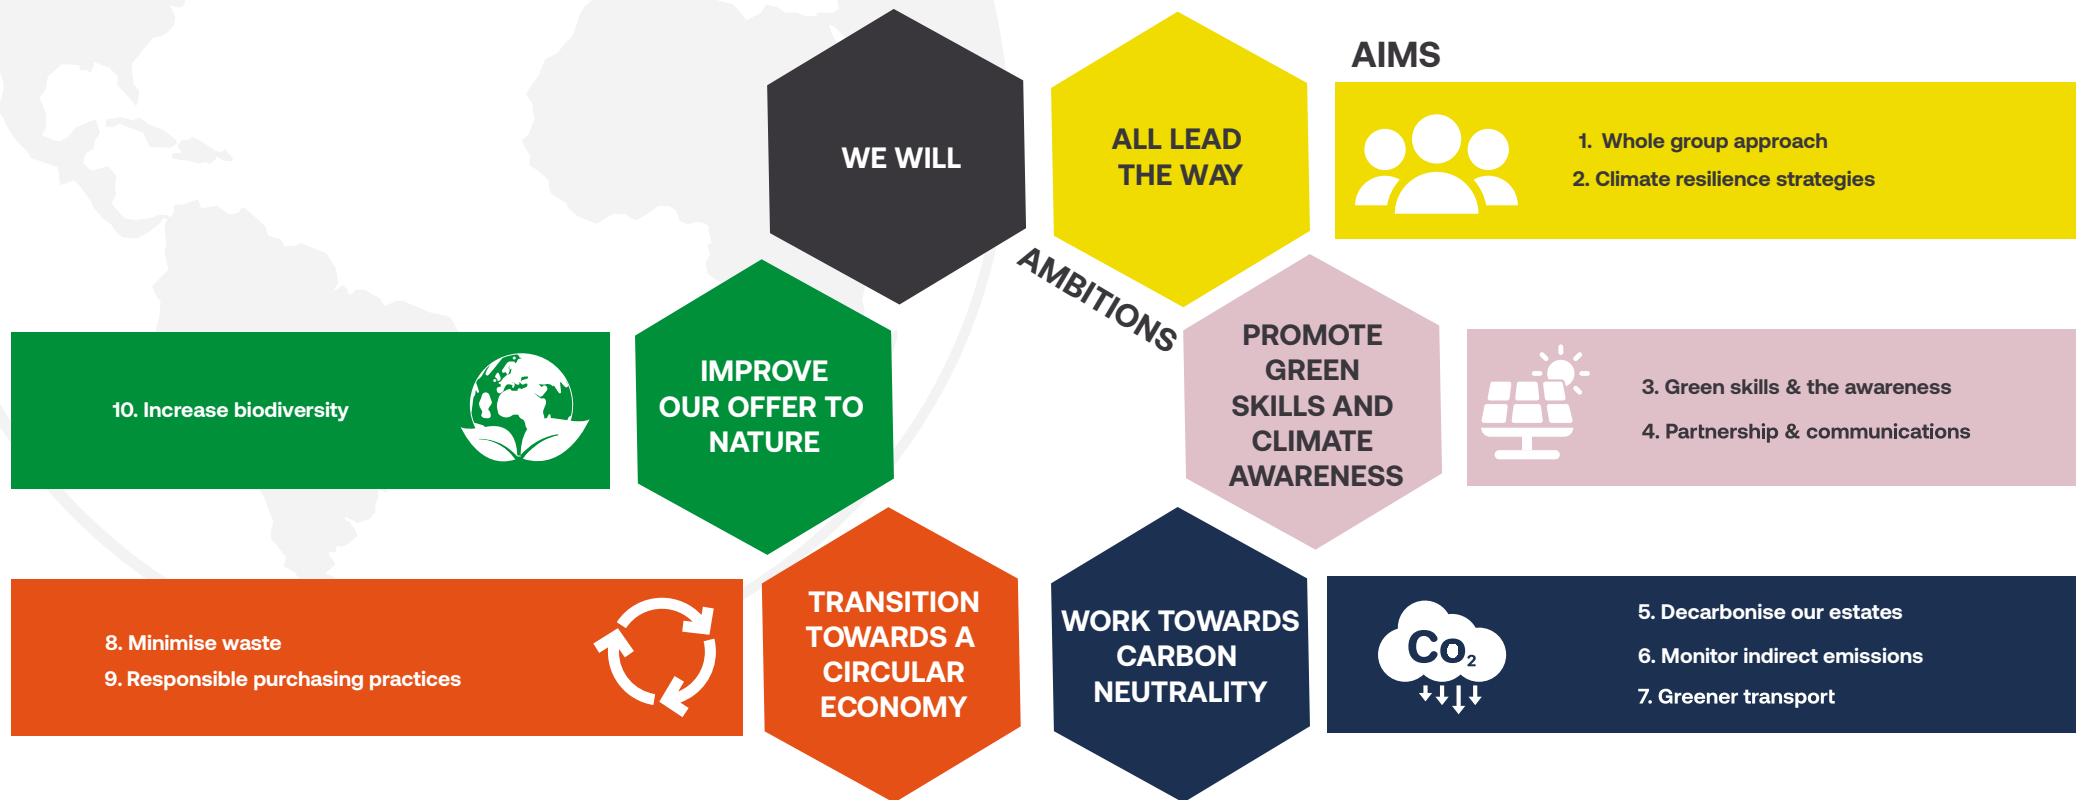 WE WILL
ALL LEAD
THE WAY
AIMS
1. Whole group approach
2. Climate resilience strategies
AMBITIONS
PROMOTE
GREEN
SKILLS AND
CLIMATE
AWARENESS
3. Green skills & the awareness
4. Partnership & communications
WORK TOWARDS
CARBON
NEUTRALITY
Co2
5. Decarbonise our estates
6. Monitor indirect emissions
7. Greener transport
TRANSITION
TOWARDS A
CIRCULAR
ECONOMY
8. Minimise waste
9. Responsible purchasing practices
IMPROVE
OUR OFFER TO
NATURE
10. Increase biodiversity